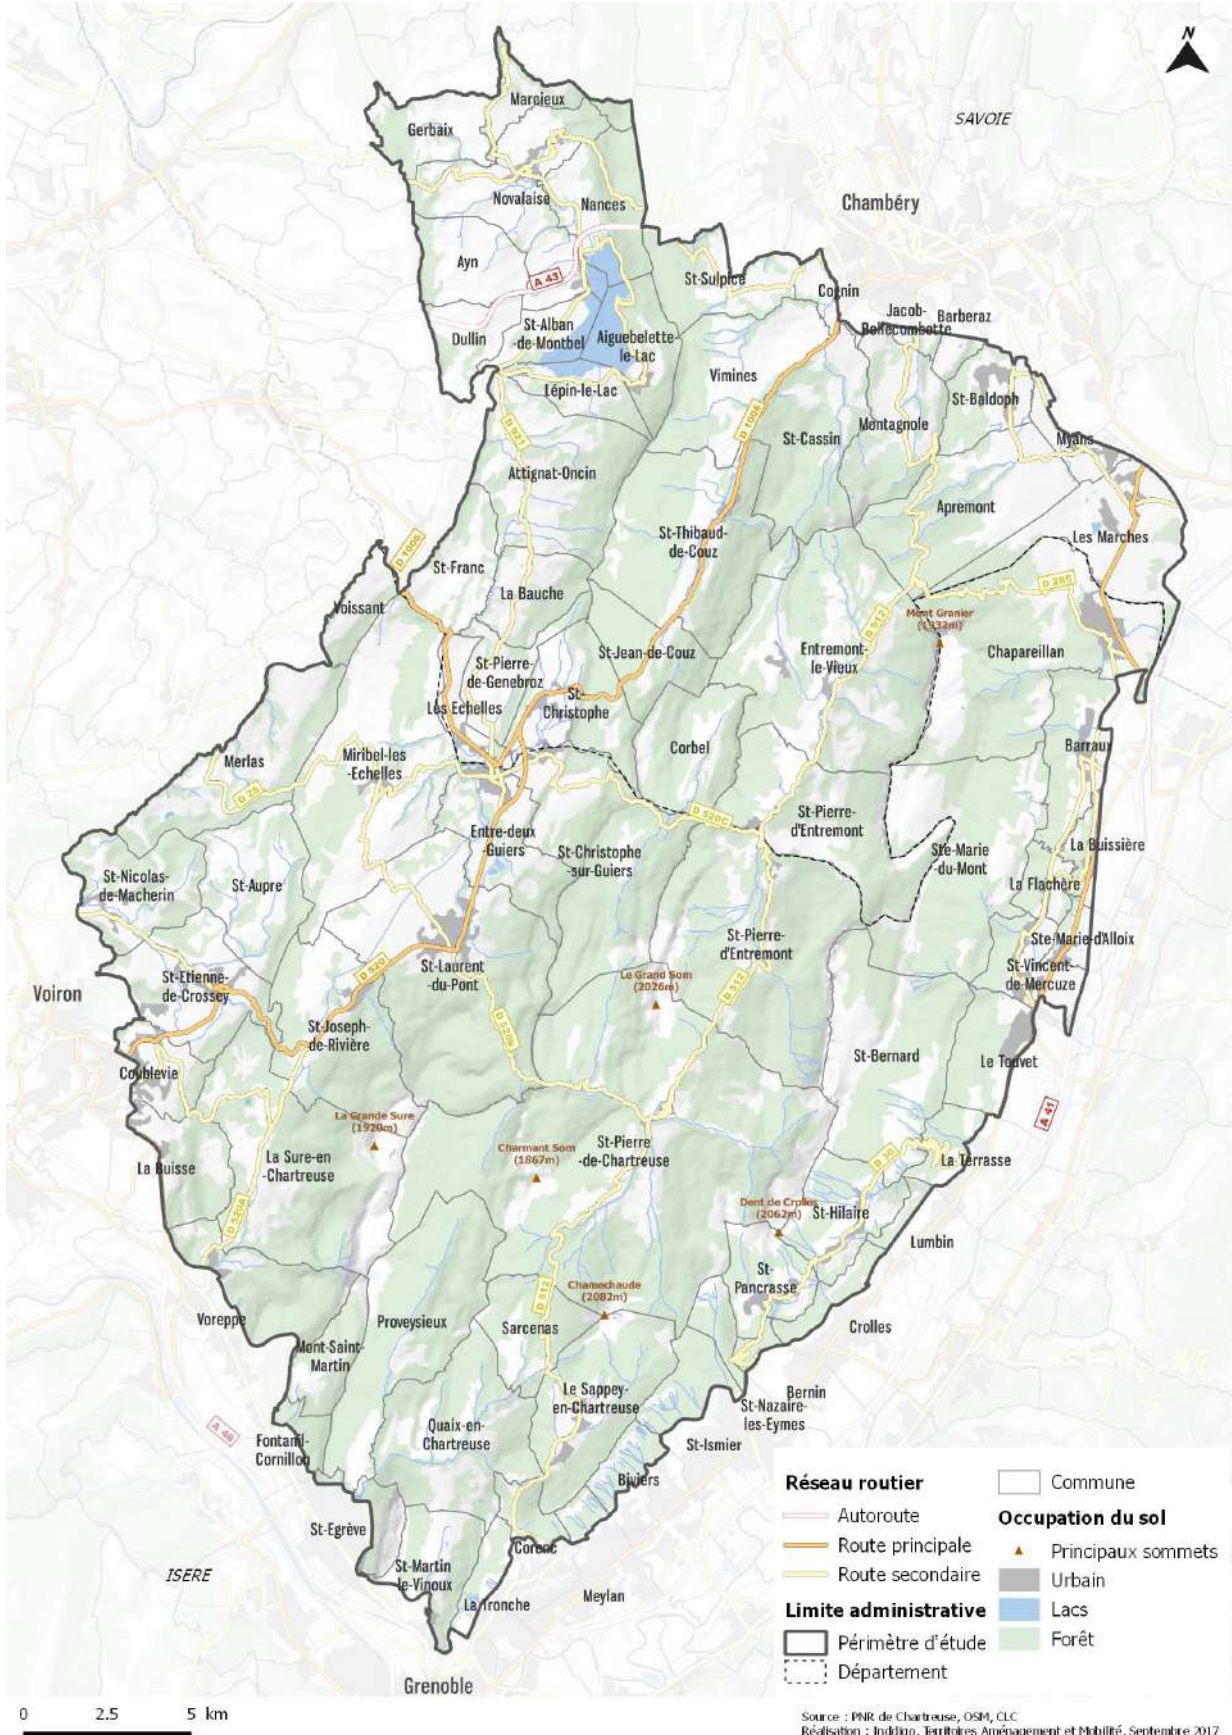 N
SAVOIE
Marcieux
Gerbaix
Novalaise
Nances
Chambéry
Ayn
A 43
St-Sulpice
Cognin
Jacob-
Bellecombette
Barberaz
Dullin
St-Alban
-de-Montbel
Aiguebelette
-le-Lac
Vimines
Lépin-le-Lac
St-Baldoph
D 921
D 1006
St-Cassin
Montagnole
Myans
Attignat-Oncin
Apremont
St-Thibaud-
de-Couz
Les Marches
D 1006
St-Franc
La Bauche
Voissant
D 285
D 912
Mont Granier
(1932m)
St-Jean-de-Couz
Entremont-
le-Vieux
Chapareillan
St-Pierre-
de-Genebroz
Les Echelles
St-
Christophe
Corbel
Barraux
Merlas
Miribel-les
-Echelles
D 28
D 520C
St-Pierre-
d'Entremont
Entre-deux
-Guiers
St-Christophe
-sur-Guiers
Ste-Marie
-du-Mont
La Buissière
St-Nicolas-
de-Macherin
St-Aupre
La Flachère
St-Pierre-
d'Entremont
Ste-Marie-d'Alloix
D 520
St-Laurent
-du-Pont
Le Grand Som
(2026m)
D 512
St-Vincent-
de-Mercuze
Voiron
St-Etienne-
de-Crossey
St-Joseph-
de-Rivière
D 520b
St-Bernard
Le Touvet
Coublevie
A 41
La Grande Sure
(1920m)
Charmant Som
(1867m)
St-Pierre
-de-Chartreuse
La Buisse
La Sure-en
-Chartreuse
D 30
La Terrasse
D 520A
Dent de Crolles
(2062m)
St-Hilaire
Lumbin
St-
Pancrasse
Chamechaude
(2082m)
D 512
Voreppe
Proveysieux
Sarcenas
Crolles
Mont-Saint-
Martin
Le Sappey-
en-Chartreuse
Bernin
St-Nazaire-
les-Eymes
A 48
Fontanil-
Cornillon
Quaix-en-
Chartreuse
St-Ismier
Biviers
St-Egrève
Corenc
ISERE
St-Martin
le-Vinoux
La Tronche
Meylan
Grenoble
Réseau routier
Autoroute
Route principale
Route secondaire
Limite administrative
Périmètre d'étude
Département
Commune
Occupation du sol
Principaux sommets
Urbain
Lacs
Forêt
0 2.5 5 km
Source : PNR de Chartreuse, OSM, CLC
Réalisation : Inddigo, Territoires Aménagement et Mobilité, Septembre 2017